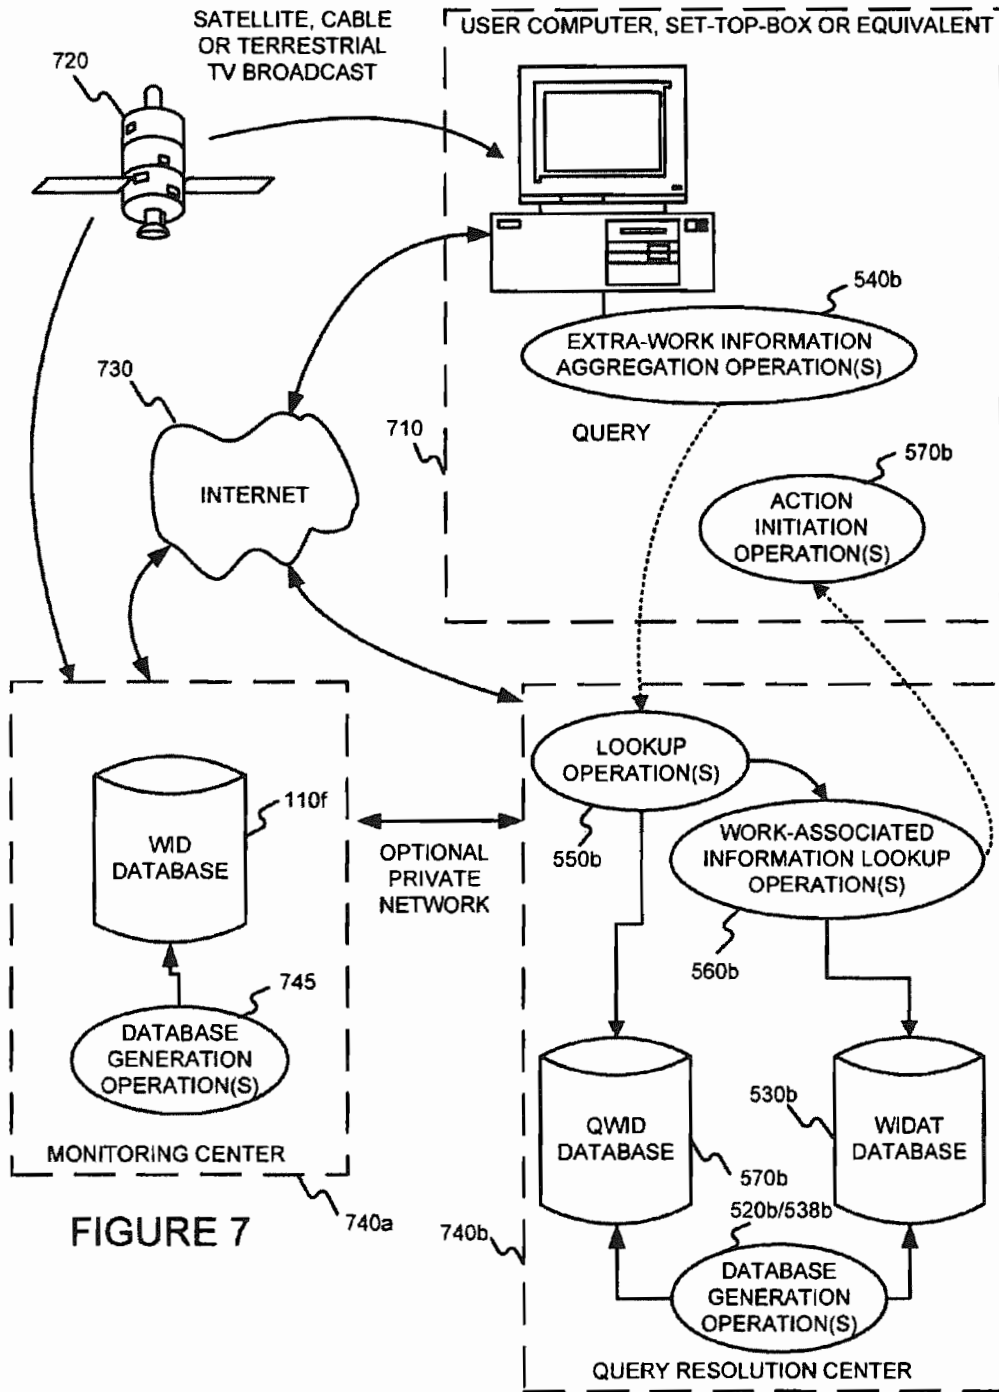 SATELLITE, CABLE
OR TERRESTRIAL
TV BROADCAST
USER COMPUTER, SET-TOP-BOX OR EQUIVALENT
720
540b
EXTRA-WORK INFORMATION
AGGREGATION OPERATION(S)
730
710
QUERY
570b
INTERNET
ACTION
INITIATION
OPERATION(S)
LOOKUP
OPERATION(S)
110f
WID
DATABASE
OPTIONAL
PRIVATE
NETWORK
550b
WORK-ASSOCIATED
INFORMATION LOOKUP
OPERATION(S)
560b
745
DATABASE
GENERATION
OPERATION(S)
530b
QWID
DATABASE
WIDAT
DATABASE
MONITORING CENTER
570b
740a
FIGURE 7
740b
520b/538b
DATABASE
GENERATION
OPERATION(S)
QUERY RESOLUTION CENTER